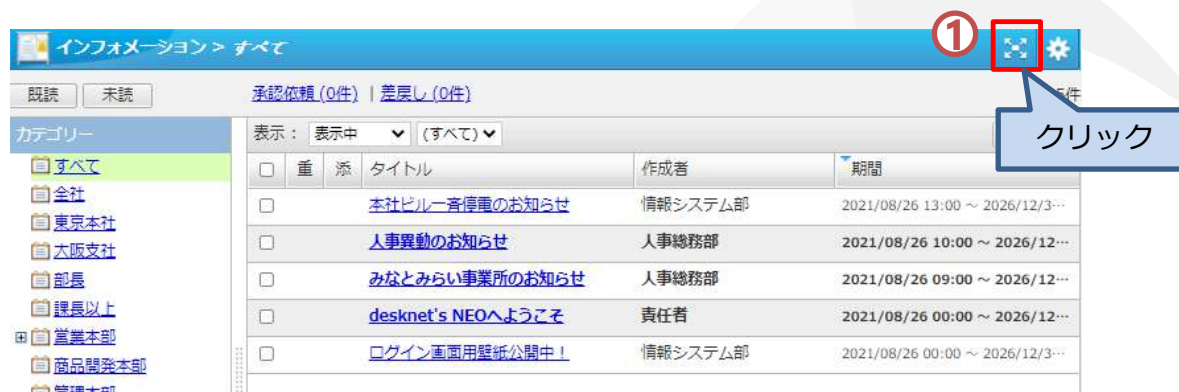 インフォメーション > すべて
①
既読 未読 承認依頼 (0件) | 差戻し (0件) 件
クリック
カテゴリー
表示： 表示中 (すべて)
すべて
重 添 タイトル 作成者 期間
全社
本社ビル一斉停電のお知らせ 情報システム部 2021/08/26 13:00 ～ 2026/12/3…
東京本社
人事異動のお知らせ 人事総務部 2021/08/26 10:00 ～ 2026/12…
大阪支社
部長
みなとみらい事業所のお知らせ 人事総務部 2021/08/26 09:00 ～ 2026/12…
課長以上
desknet's NEOへようこそ 責任者 2021/08/26 00:00 ～ 2026/12…
営業本部
ログイン画面用壁紙公開中！ 情報システム部 2021/08/26 00:00 ～ 2026/12/3…
商品開発本部
管理本部